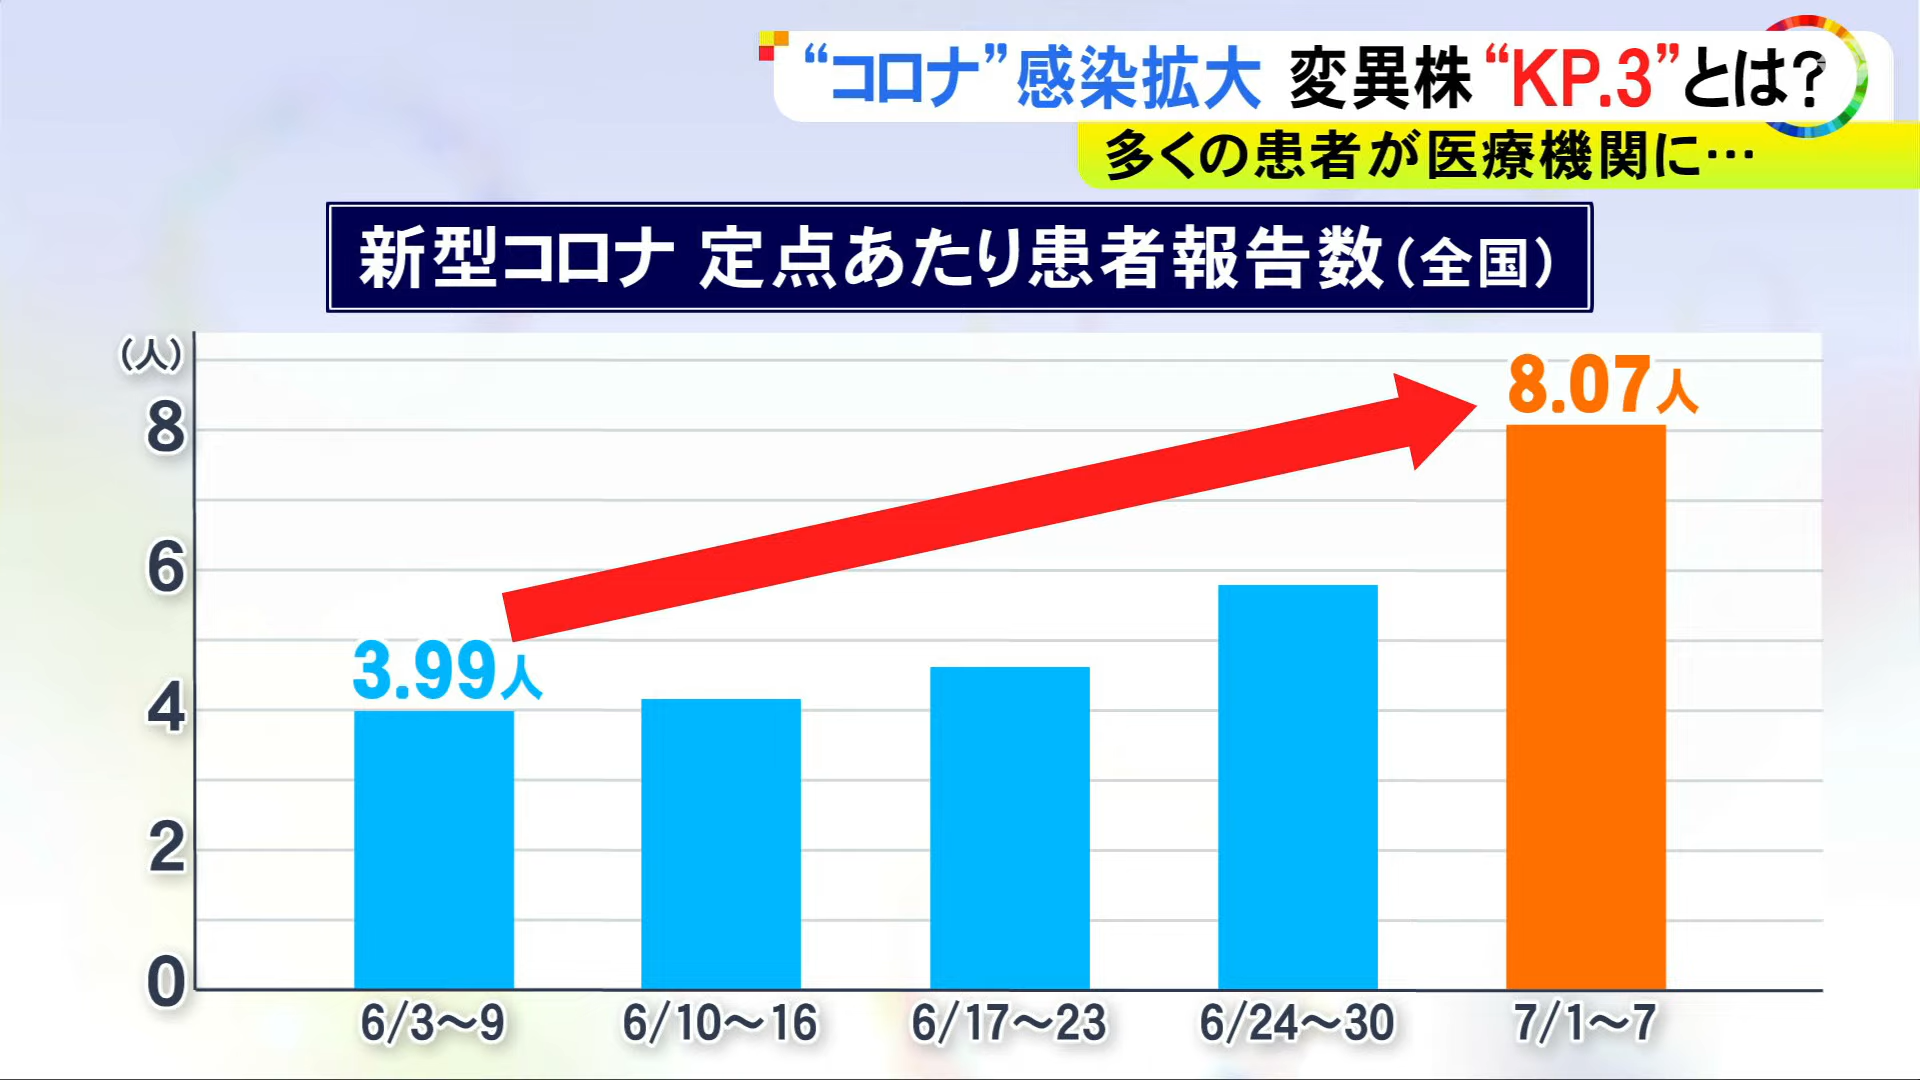 “コロナ”感染拡大 変異株“KP.3”とは?
多くの患者が医療機関に…
新型コロナ 定点あたり患者報告数(全国)
(人)
8
6
4
2
0
3.99人
8.07人
6/3～9
6/10～16
6/17～23
6/24～30
7/1～7